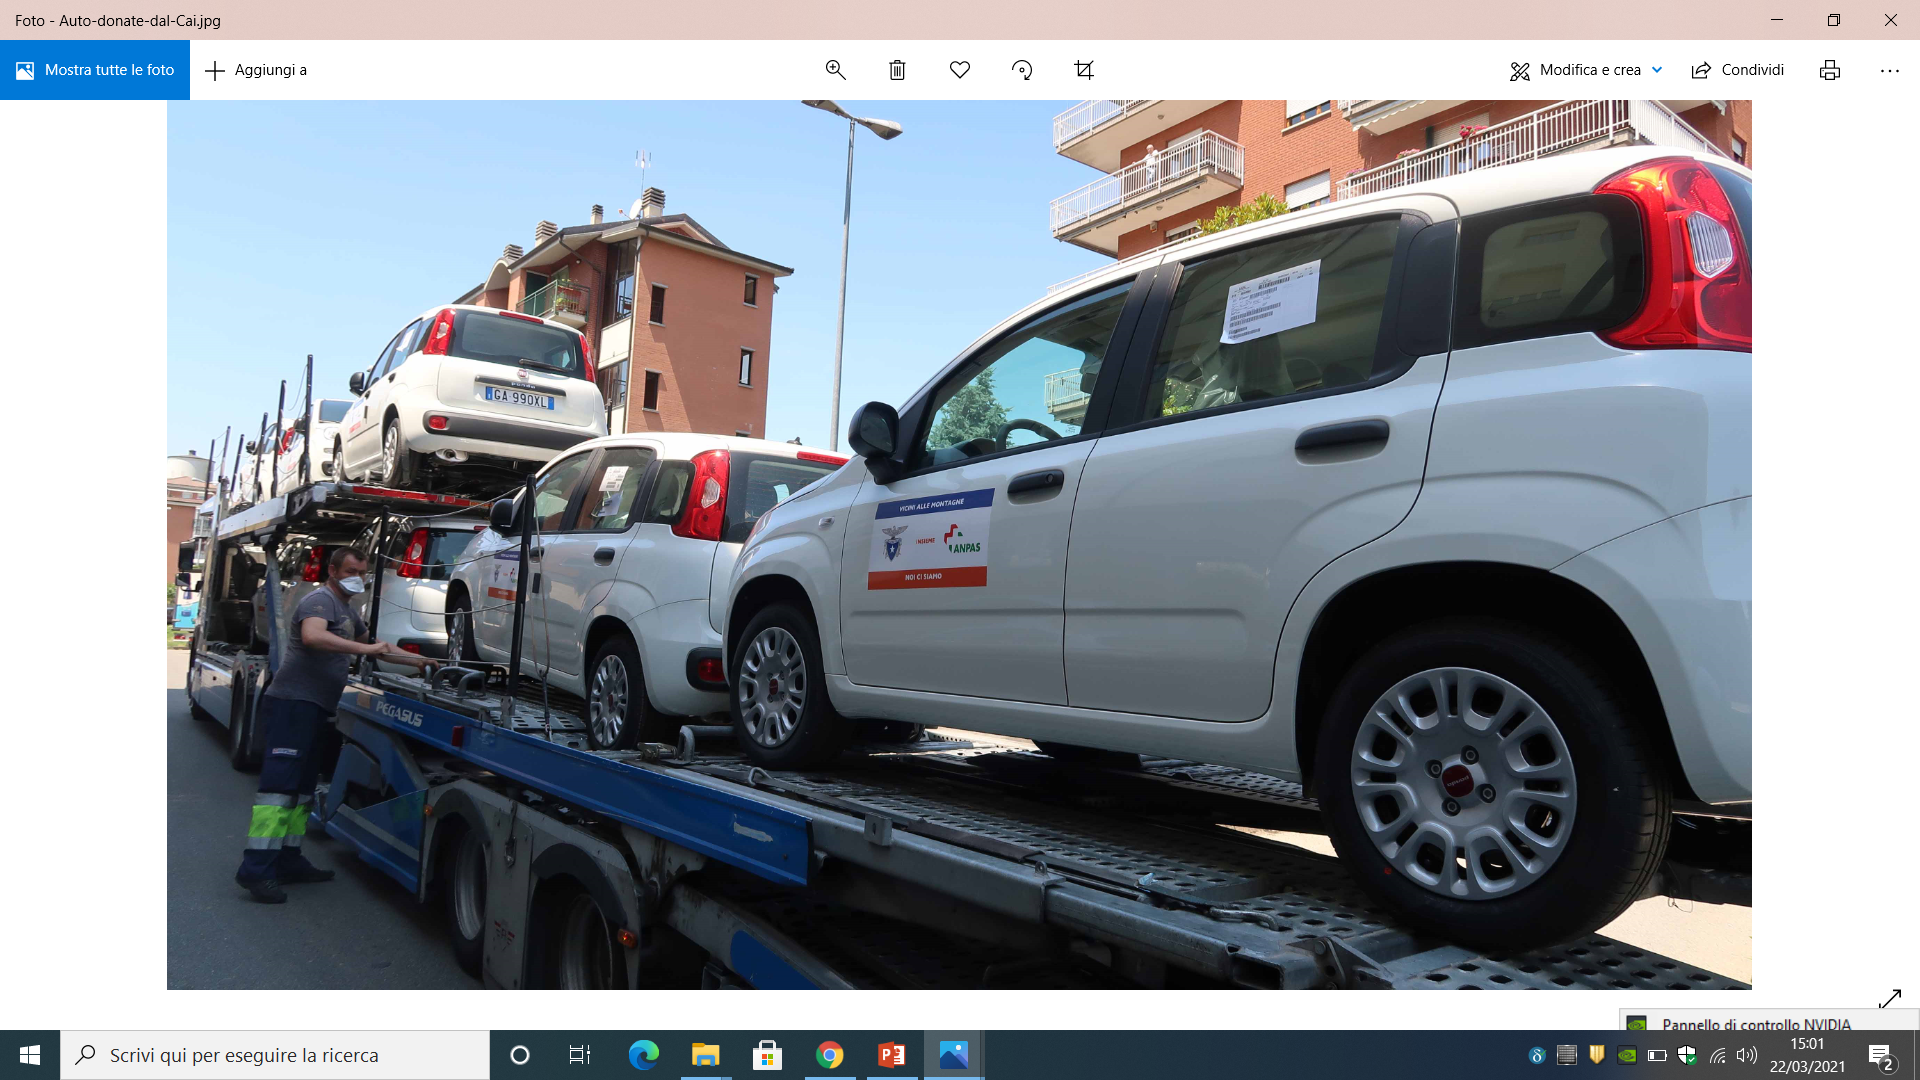 Foto - Auto-donate-dal-Cai.jpg
Mostra tutte le foto
Aggiungi a
Modifica e crea
Condividi
GA 990XL
VICINI ALLE MONTAGNE
INSIEME
ANPAS
NOI CI SIAMO
PEGASUS
Pannello di controllo NVIDIA
Scrivi qui per eseguire la ricerca
15:01
22/03/2021
2